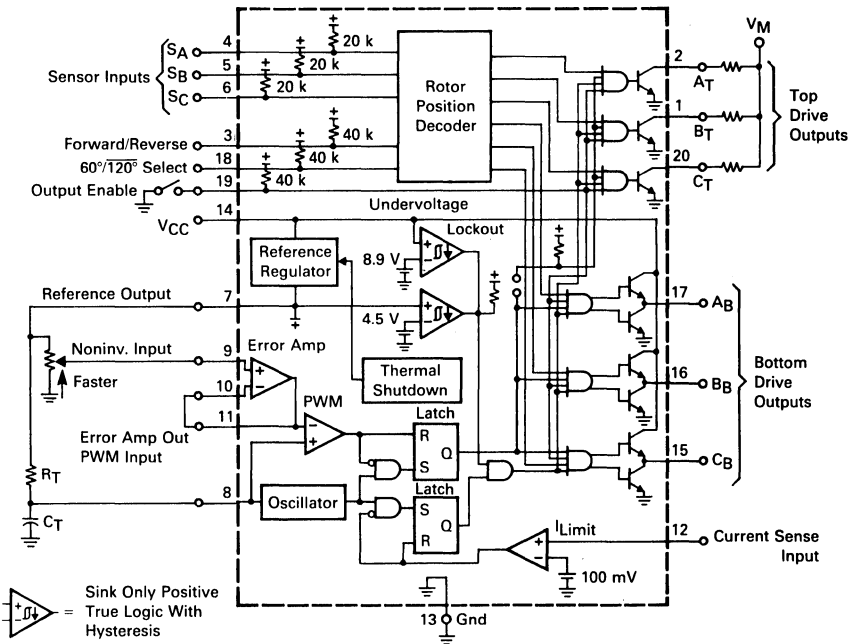 4
S_A
20 k
5
Sensor Inputs
S_B
20 k
6
S_C
20 k
Rotor
Position
Decoder
V_M
2
A_T
1
B_T
20
C_T
Top
Drive
Outputs
3
Forward/Reverse
40 k
18
60°/120° Select
40 k
19
Output Enable
40 k
14
V_CC
Undervoltage
Lockout
Reference
Regulator
8.9 V
Reference Output
7
4.5 V
Noninv. Input
9
Error Amp
Faster
10
11
Thermal
Shutdown
PWM
Error Amp Out
PWM Input
Latch
R
Q
S
Latch
S
Q
R
R_T
8
Oscillator
C_T
17
A_B
16
B_B
15
C_B
Bottom
Drive
Outputs
I_Limit
12
Current Sense
Input
100 mV
13
Gnd
= Sink Only Positive
True Logic With
Hysteresis